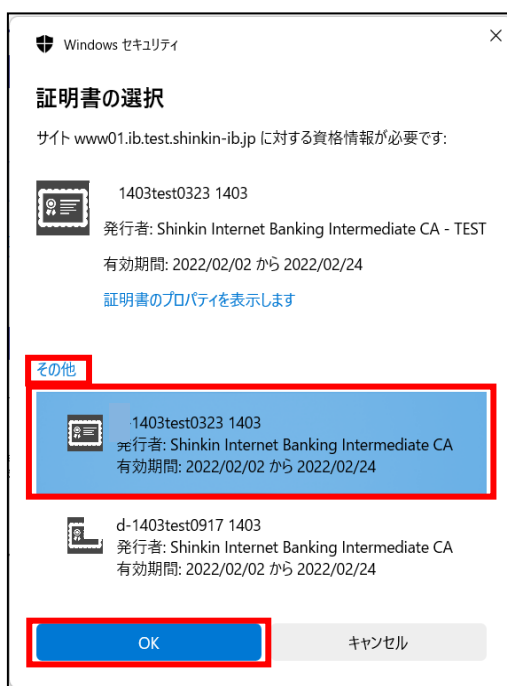 Windows セキュリティ
証明書の選択
サイト www01.ib.test.shinkin-ib.jp に対する資格情報が必要です:
1403test0323 1403
発行者: Shinkin Internet Banking Intermediate CA - TEST
有効期間: 2022/02/02 から 2022/02/24
証明書のプロパティを表示します
その他
-1403test0323 1403
発行者: Shinkin Internet Banking Intermediate CA
有効期間: 2022/02/02 から 2022/02/24
d-1403test0917 1403
発行者: Shinkin Internet Banking Intermediate CA
有効期間: 2022/02/02 から 2022/02/24
OK
キャンセル